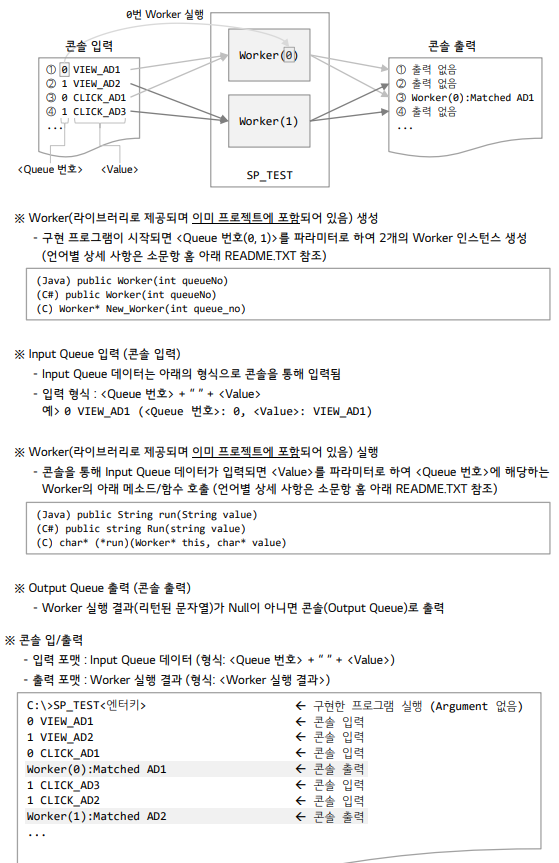 0번 Worker 실행
콘솔 입력
콘솔 출력
① 0 VIEW_AD1
② 1 VIEW_AD2
③ 0 CLICK_AD1
④ 1 CLICK_AD3
...
<Queue 번호>
<Value>
Worker(0)
Worker(1)
SP_TEST
① 출력 없음
② 출력 없음
③ Worker(0):Matched AD1
④ 출력 없음
...
※ Worker(라이브러리로 제공되며 이미 프로젝트에 포함되어 있음) 생성
- 구현 프로그램이 시작되면 <Queue 번호(0, 1)>를 파라미터로 하여 2개의 Worker 인스턴스 생성
(언어별 상세 사항은 소문항 홈 아래 README.TXT 참조)
(Java) public Worker(int queueNo)
(C#) public Worker(int queueNo)
(C) Worker* New_Worker(int queue_no)
※ Input Queue 입력 (콘솔 입력)
- Input Queue 데이터는 아래의 형식으로 콘솔을 통해 입력됨
- 입력 형식 : <Queue 번호> + “ ” + <Value>
예> 0 VIEW_AD1 (<Queue 번호>: 0, <Value>: VIEW_AD1)
※ Worker(라이브러리로 제공되며 이미 프로젝트에 포함되어 있음) 실행
- 콘솔을 통해 Input Queue 데이터가 입력되면 <Value>를 파라미터로 하여 <Queue 번호>에 해당하는
Worker의 아래 메소드/함수 호출 (언어별 상세 사항은 소문항 홈 아래 README.TXT 참조)
(Java) public String run(String value)
(C#) public string Run(string value)
(C) char* (*run)(Worker* this, char* value)
※ Output Queue 출력 (콘솔 출력)
- Worker 실행 결과(리턴된 문자열)가 Null이 아니면 콘솔(Output Queue)로 출력
※ 콘솔 입/출력
- 입력 포맷 : Input Queue 데이터 (형식: <Queue 번호> + “ ” + <Value>)
- 출력 포맷 : Worker 실행 결과 (형식: <Worker 실행 결과>)
C:\>SP_TEST<엔터키> ← 구현한 프로그램 실행 (Argument 없음)
0 VIEW_AD1 ← 콘솔 입력
1 VIEW_AD2 ← 콘솔 입력
0 CLICK_AD1 ← 콘솔 입력
Worker(0):Matched AD1 ← 콘솔 출력
1 CLICK_AD3 ← 콘솔 입력
1 CLICK_AD2 ← 콘솔 입력
Worker(1):Matched AD2 ← 콘솔 출력
...